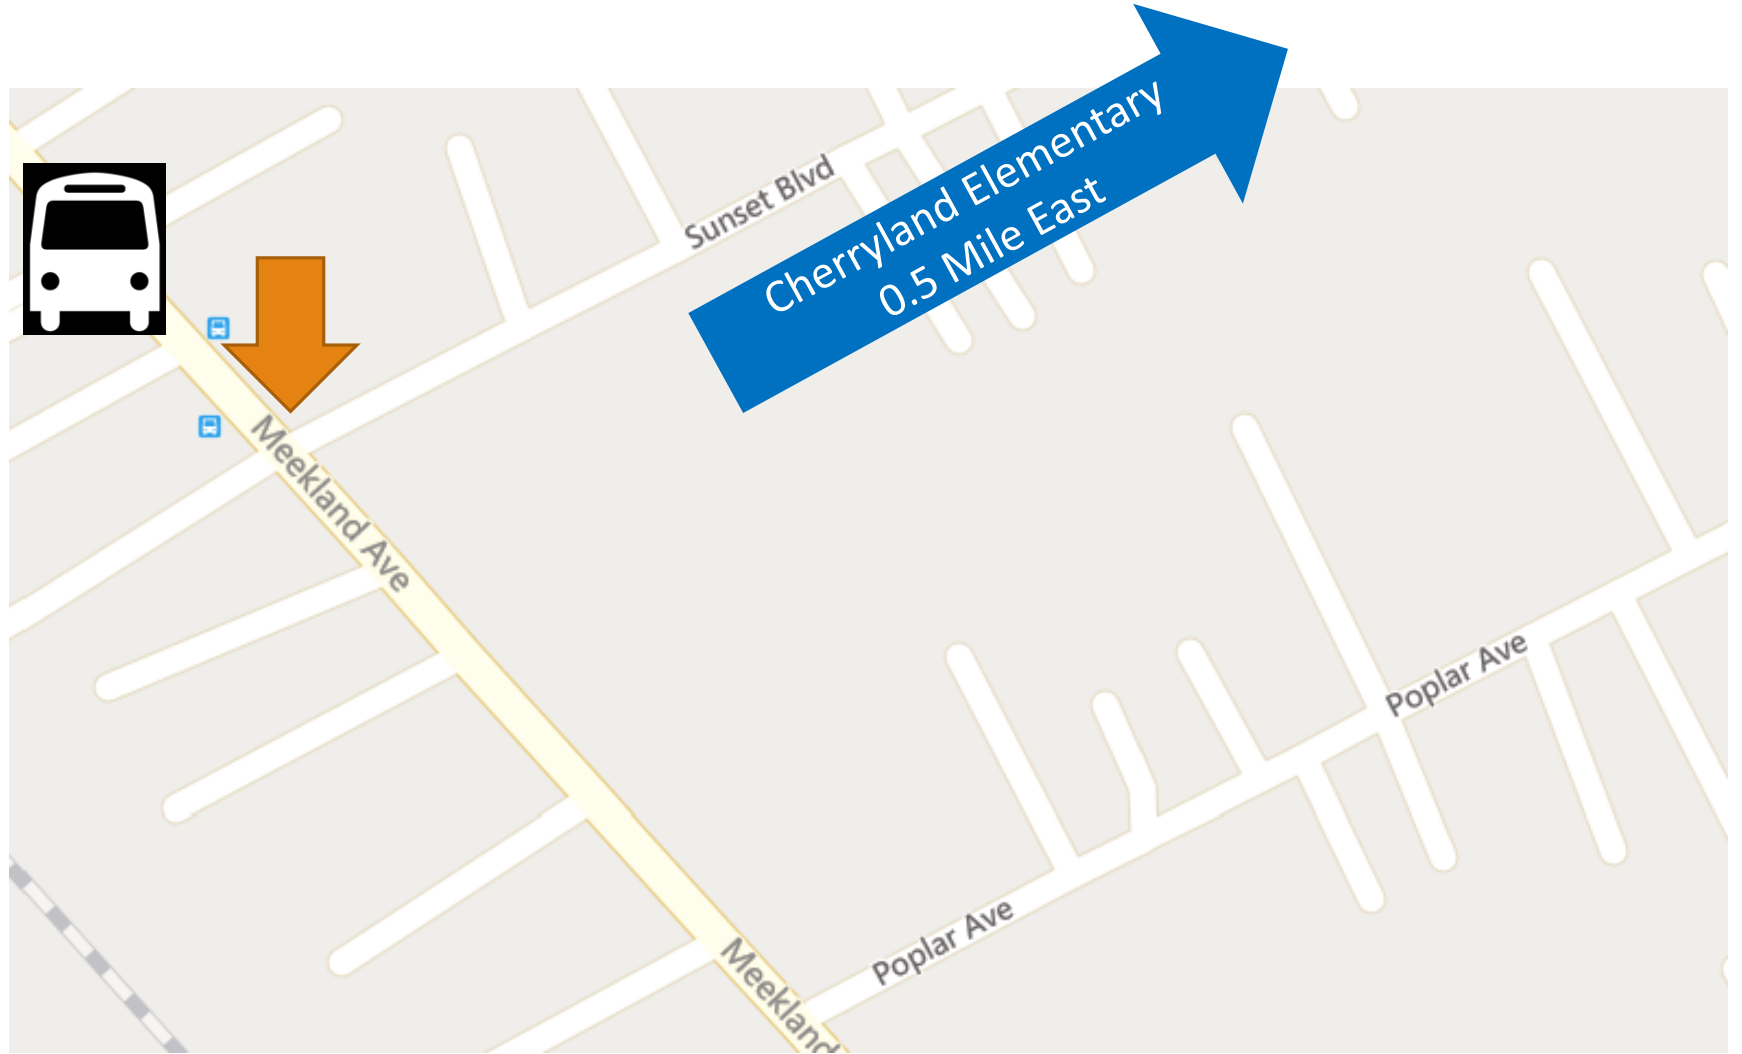 Cherryland Elementary
0.5 Mile East
Sunset Blvd
Meekland Ave
Poplar Ave
Poplar Ave
Meekland